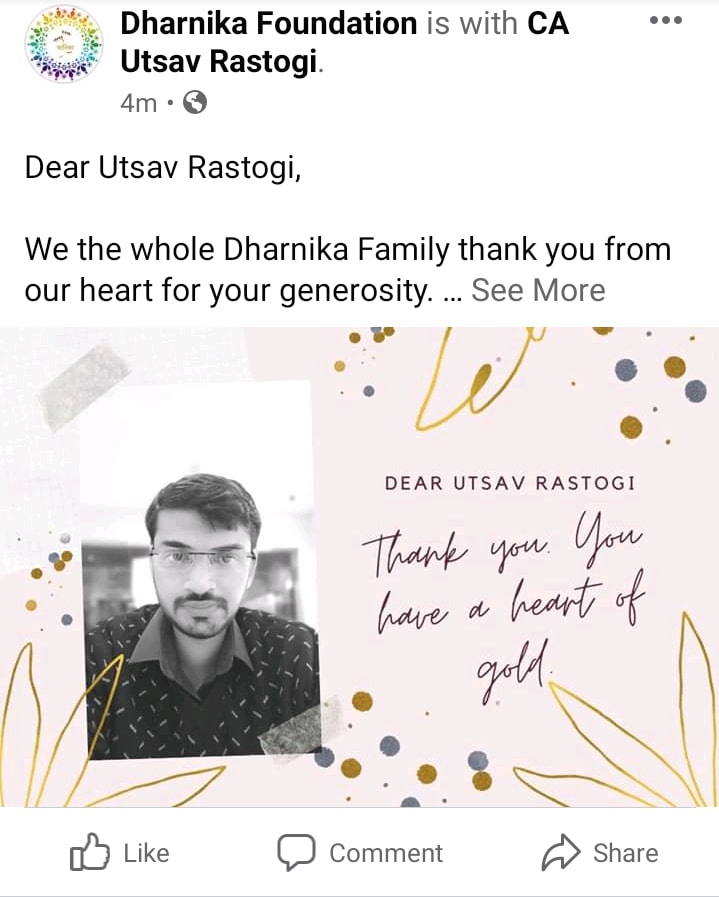 Dharnika Foundation is with CA
Utsav Rastogi.
4m •
Dear Utsav Rastogi,
We the whole Dharnika Family thank you from
our heart for your generosity. ... See More
DEAR UTSAV RASTOGI
Thank you. You
have a heart of
gold.
Like
Comment
Share